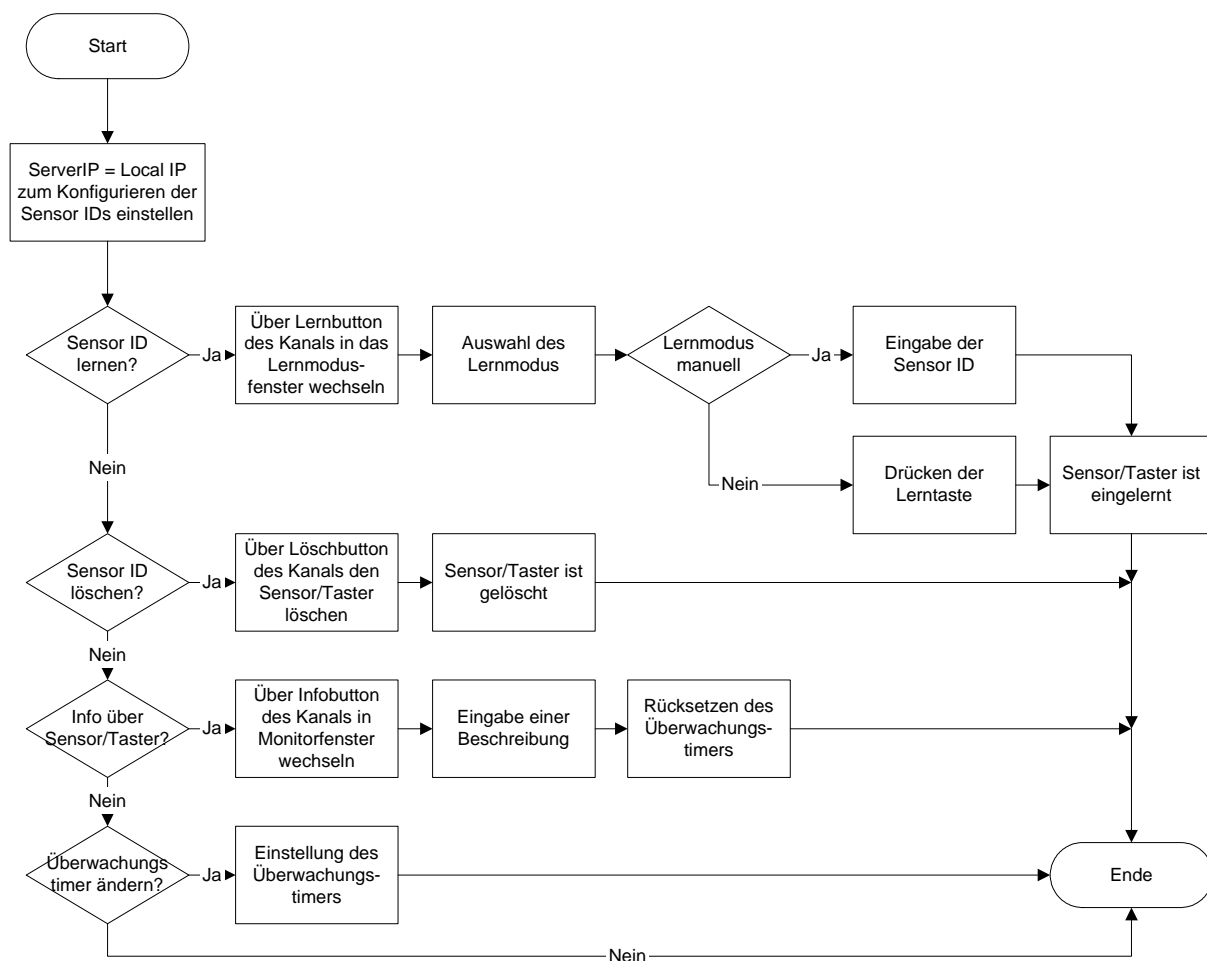 Start
ServerIP = Local IP
zum Konfigurieren der
Sensor IDs einstellen
Sensor ID
lernen?
Ja
Über Lernbutton
des Kanals in das
Lernmodus-
fenster wechseln
Auswahl des
Lernmodus
Lernmodus
manuell
Ja
Eingabe der
Sensor ID
Nein
Nein
Drücken der
Lerntaste
Sensor/Taster ist
eingelernt
Sensor ID
löschen?
Ja
Über Löschbutton
des Kanals den
Sensor/Taster
löschen
Sensor/Taster ist
gelöscht
Nein
Info über
Sensor/Taster?
Ja
Über Infobutton
des Kanals in
Monitorfenster
wechseln
Eingabe einer
Beschreibung
Rücksetzen des
Überwachungs-
timers
Nein
Überwachungs
timer ändern?
Ja
Einstellung des
Überwachungs-
timers
Ende
Nein